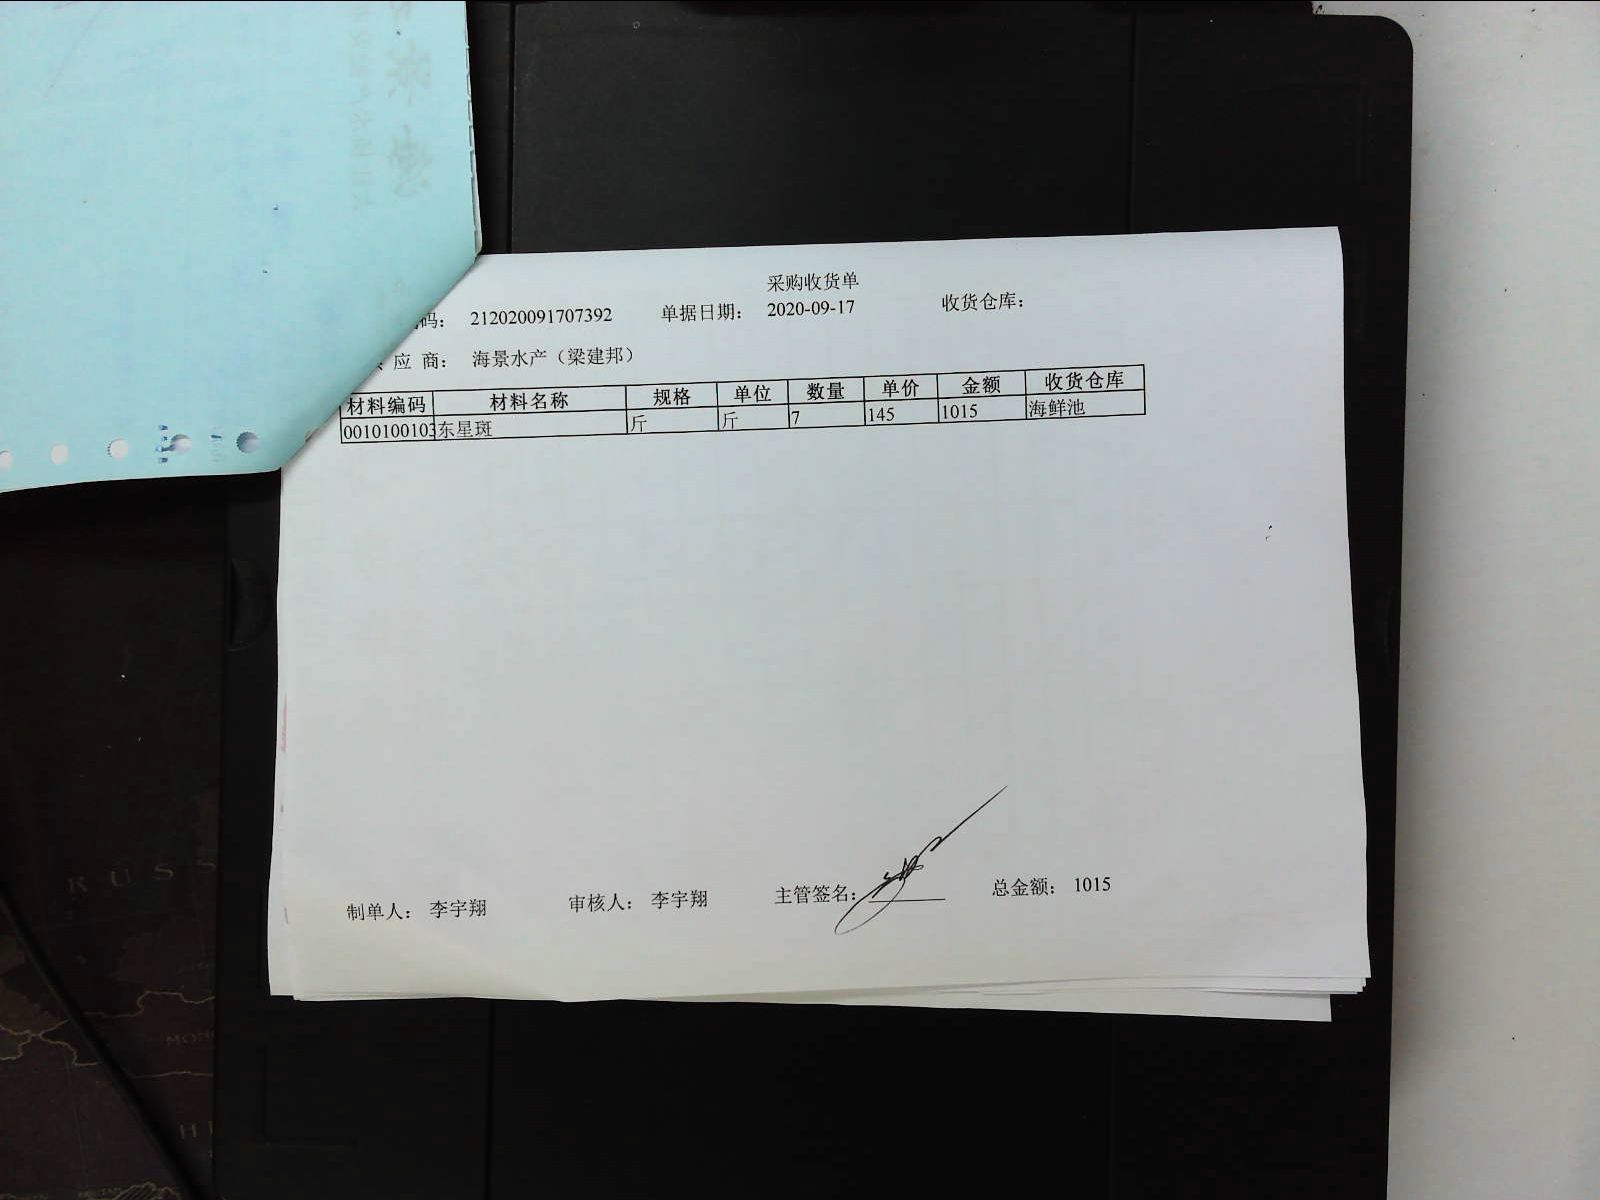 采购收货单
码： 212020091707392 单据日期： 2020-09-17 收货仓库：
应 商： 海景水产（梁建邦）
材料编码 材料名称 规格 单位 数量 单价 金额 收货仓库
0010100103 东星斑 斤 斤 7 145 1015 海鲜池
制单人： 李宇翔 审核人： 李宇翔 主管签名： 总金额： 1015
RUSS